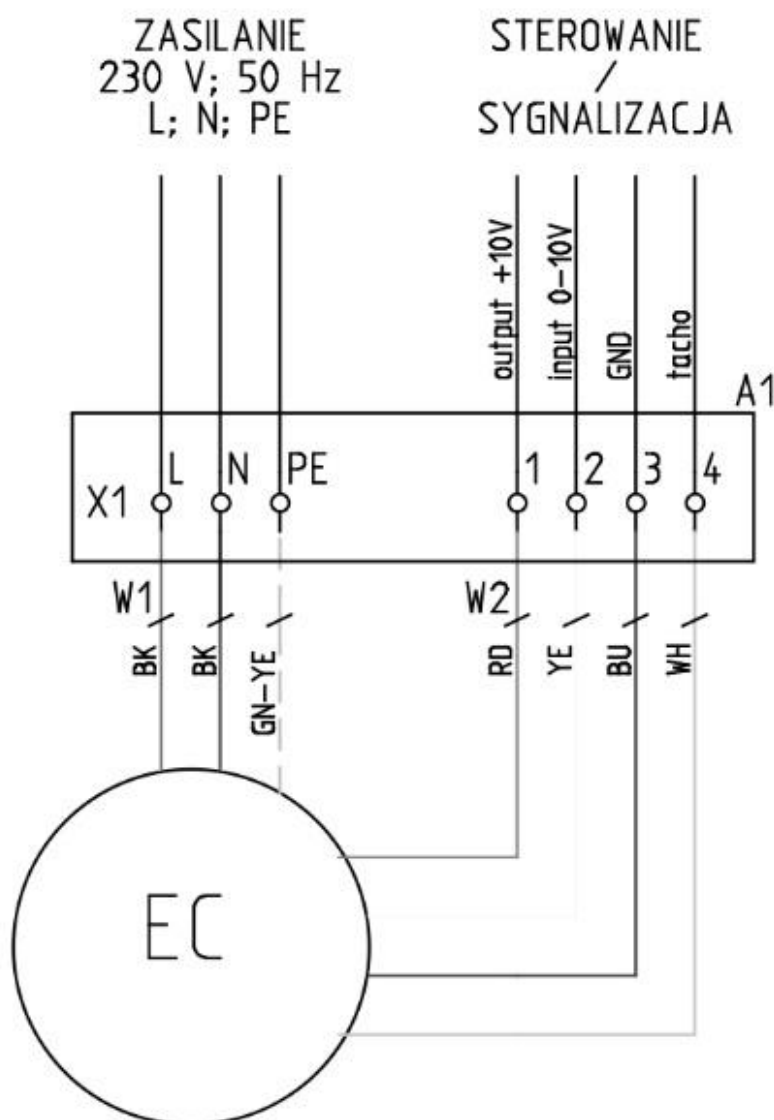 ZASILANIE
230 V; 50 Hz
L; N; PE
STEROWANIE
/
SYGNALIZACJA
output +10V
input 0-10V
GND
tacho
A1
X1
L
N
PE
1
2
3
4
W1
W2
BK
BK
GN-YE
RD
YE
BU
WH
EC